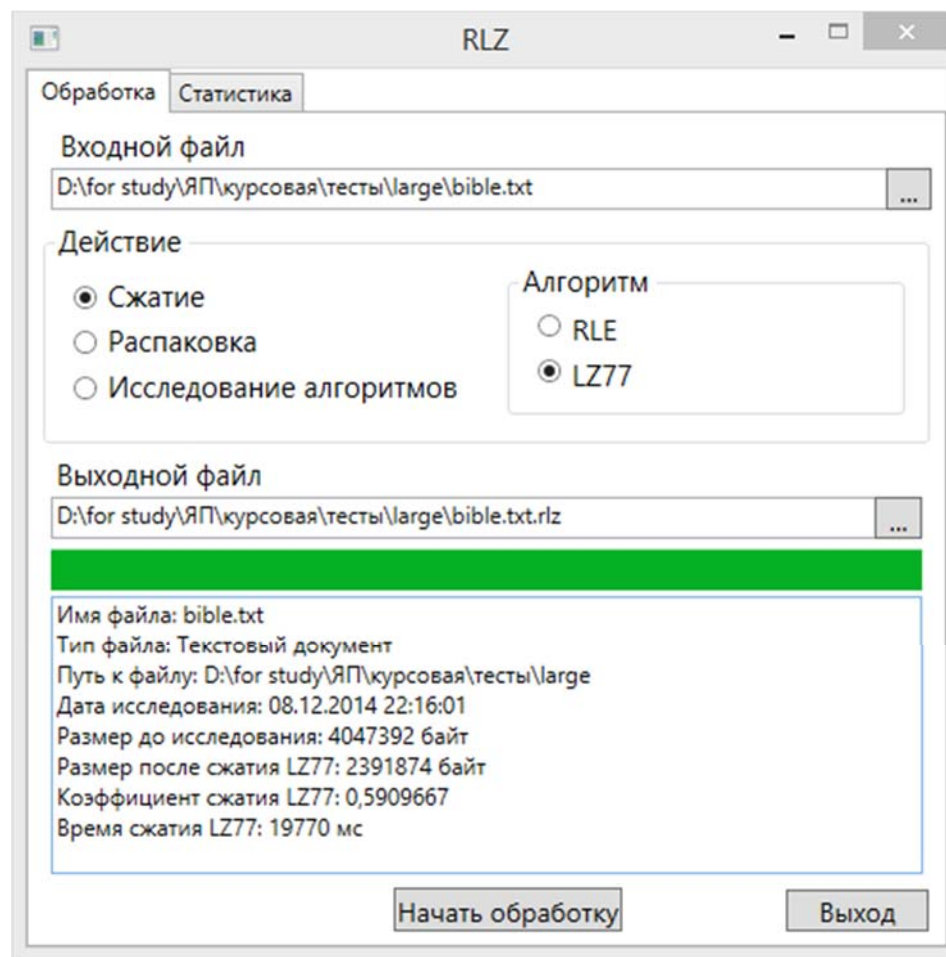 RLZ
Обработка Статистика
Входной файл
D:\for study\ЯП\курсовая\тесты\large\bible.txt ...
Действие
Сжатие
Распаковка
Исследование алгоритмов
Алгоритм
RLE
LZ77
Выходной файл
D:\for study\ЯП\курсовая\тесты\large\bible.txt.rlz ...
Имя файла: bible.txt
Тип файла: Текстовый документ
Путь к файлу: D:\for study\ЯП\курсовая\тесты\large
Дата исследования: 08.12.2014 22:16:01
Размер до исследования: 4047392 байт
Размер после сжатия LZ77: 2391874 байт
Коэффициент сжатия LZ77: 0,5909667
Время сжатия LZ77: 19770 мс
Начать обработку Выход